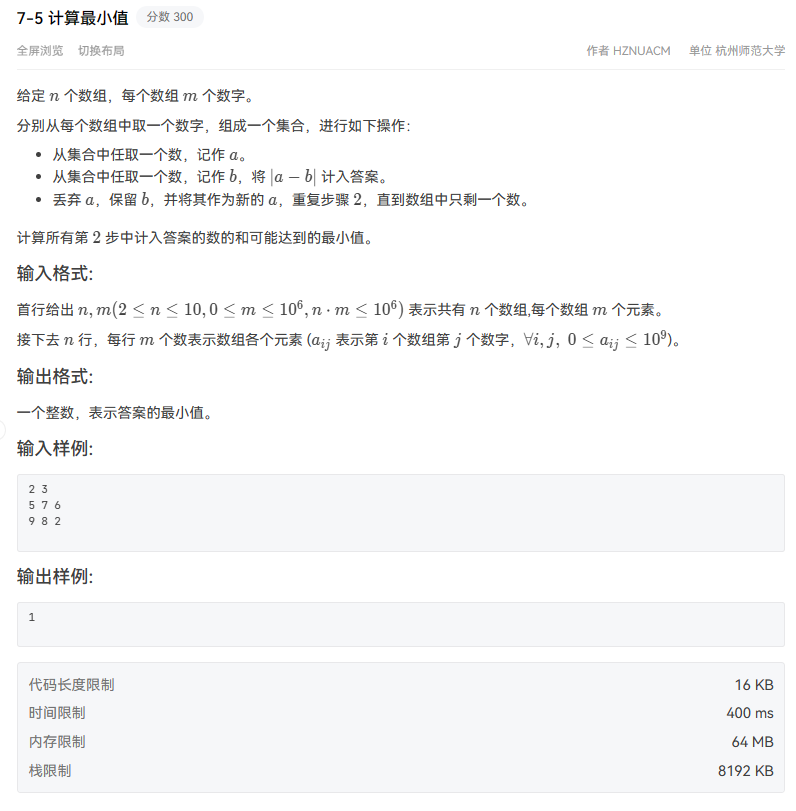 7-5 计算最小值 分数 300
全屏浏览 切换布局 作者 HZNUACM 单位 杭州师范大学
给定 n 个数组，每个数组 m 个数字。
分别从每个数组中取一个数字，组成一个集合，进行如下操作：
• 从集合中任取一个数，记作 a。
• 从集合中任取一个数，记作 b，将 |a − b| 计入答案。
• 丢弃 a，保留 b，并将其作为新的 a，重复步骤 2，直到数组中只剩一个数。
计算所有第 2 步中计入答案的数的和可能达到的最小值。
输入格式:
首行给出 n, m(2 ≤ n ≤ 10, 0 ≤ m ≤ 10^6, n · m ≤ 10^6) 表示共有 n 个数组,每个数组 m 个元素。
接下去 n 行，每行 m 个数表示数组各个元素 (a_{ij} 表示第 i 个数组第 j 个数字，∀i, j, 0 ≤ a_{ij} ≤ 10^9)。
输出格式:
一个整数，表示答案的最小值。
输入样例:
2 3
5 7 6
9 8 2
输出样例:
1
代码长度限制 16 KB
时间限制 400 ms
内存限制 64 MB
栈限制 8192 KB